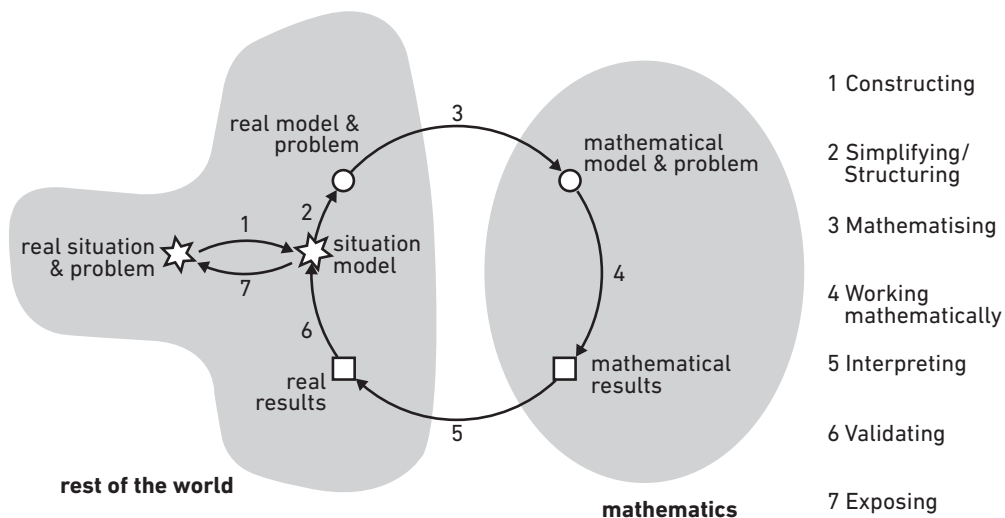 3
real model &
problem
mathematical
model & problem
2
1
real situation
& problem
situation
model
7
4
6
real
results
mathematical
results
5
rest of the world
mathematics
1 Constructing
2 Simplifying/
Structuring
3 Mathematising
4 Working
mathematically
5 Interpreting
6 Validating
7 Exposing